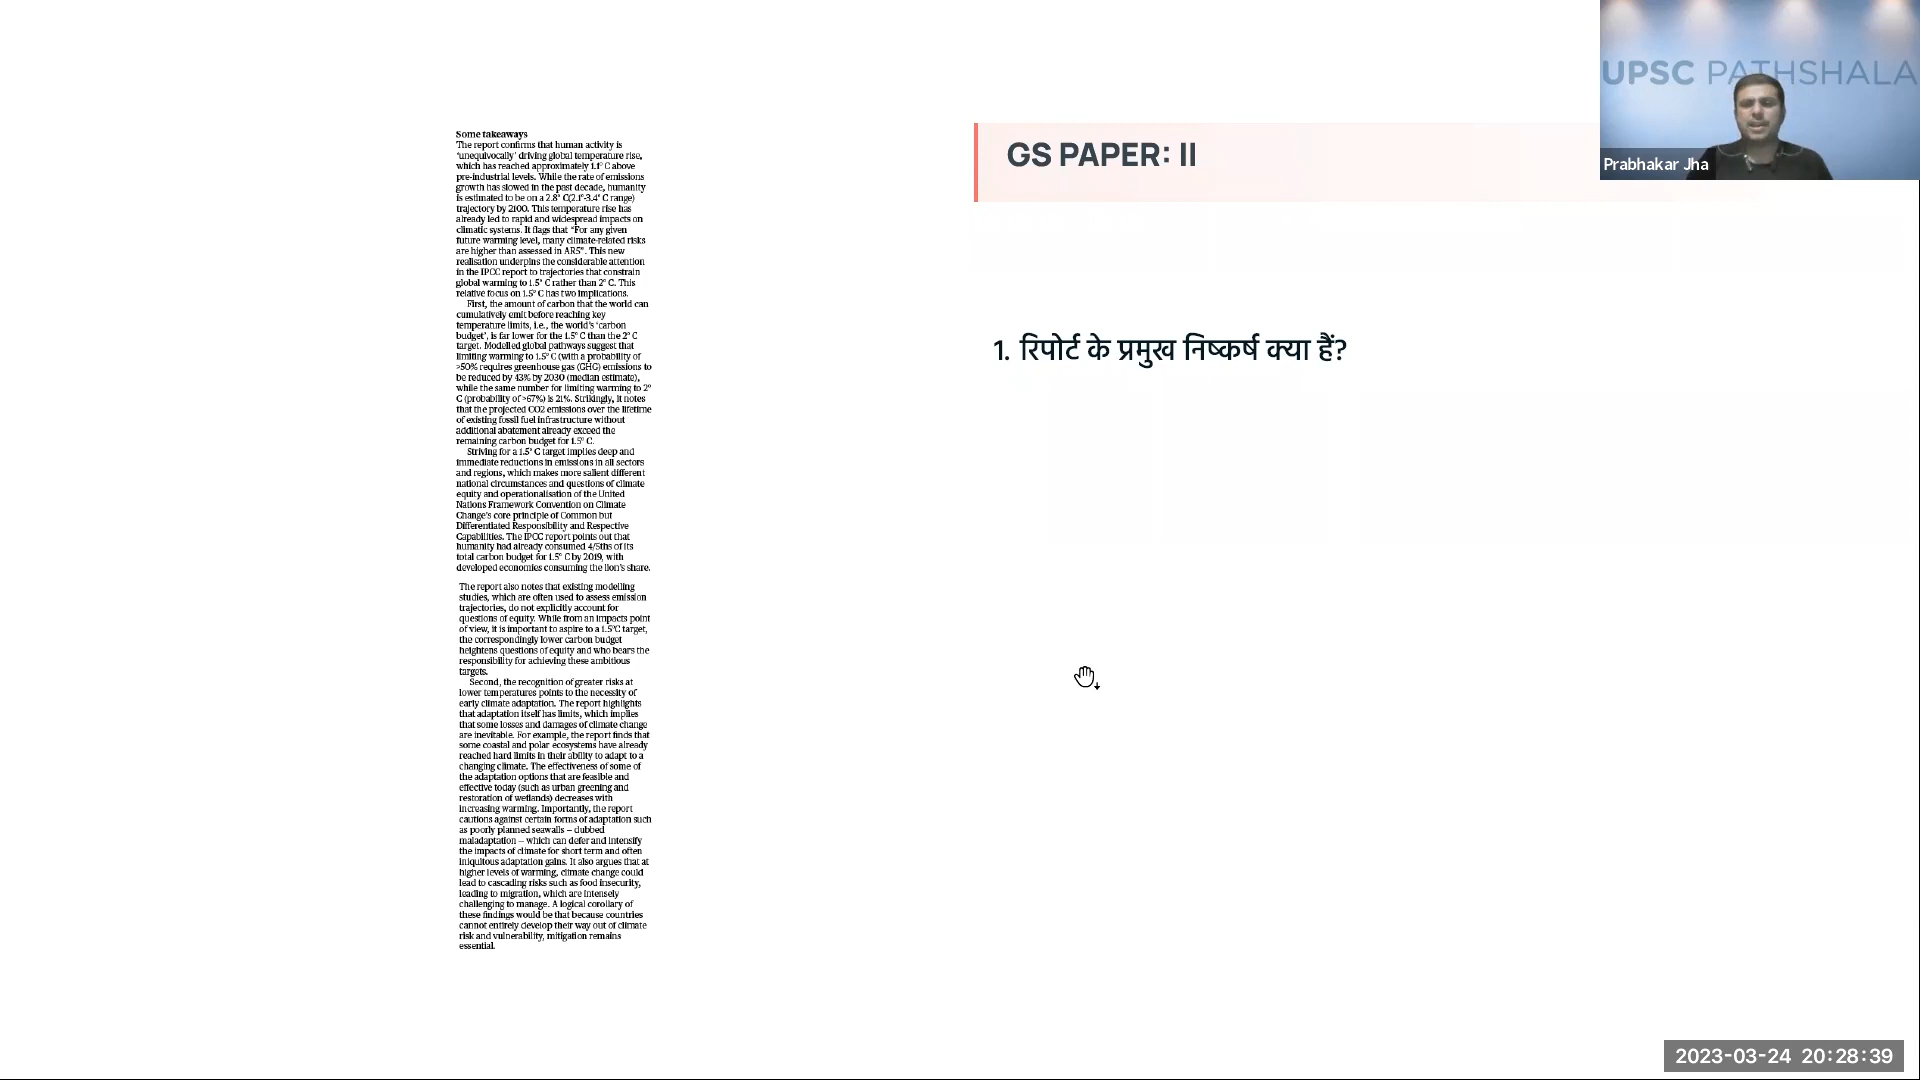 Some takeaways
The report confirms that human activity is
‘unequivocally’ driving global temperature rise,
which has reached approximately 1.1° C above
pre-industrial levels. While the rate of emissions
growth has slowed in the past decade, humanity
is estimated to be on a 2.8° C(2.1°-3.4° C range)
trajectory by 2100. This temperature rise has
already led to rapid and widespread impacts on
climatic systems. It flags that “For any given
future warming level, many climate-related risks
are higher than assessed in AR5”. This new
realisation underpins the considerable attention
in the IPCC report to trajectories that constrain
global warming to 1.5° C rather than 2° C. This
relative focus on 1.5° C has two implications.
First, the amount of carbon that the world can
cumulatively emit before reaching key
temperature limits, i.e., the world’s ‘carbon
budget’, is far lower for the 1.5° C than the 2° C
target. Modelled global pathways suggest that
limiting warming to 1.5° C (with a probability of
>50% requires greenhouse gas (GHG) emissions to
be reduced by 43% by 2030 (median estimate),
while the same number for limiting warming to 2°
C (probability of >67%) is 21%. Strikingly, it notes
that the projected CO2 emissions over the lifetime
of existing fossil fuel infrastructure without
additional abatement already exceed the
remaining carbon budget for 1.5° C.
Striving for a 1.5° C target implies deep and
immediate reductions in emissions in all sectors
and regions, which makes more salient different
national circumstances and questions of climate
equity and operationalisation of the United
Nations Framework Convention on Climate
Change’s core principle of Common but
Differentiated Responsibility and Respective
Capabilities. The IPCC report points out that
humanity had already consumed 4/5ths of its
total carbon budget for 1.5° C by 2019, with
developed economies consuming the lion’s share.
The report also notes that existing modelling
studies, which are often used to assess emission
trajectories, do not explicitly account for
questions of equity. While from an impacts point
of view, it is important to aspire to a 1.5°C target,
the correspondingly lower carbon budget
heightens questions of equity and who bears the
responsibility for achieving these ambitious
targets.
Second, the recognition of greater risks at
lower temperatures points to the necessity of
early climate adaptation. The report highlights
that adaptation itself has limits, which implies
that some losses and damages of climate change
are inevitable. For example, the report finds that
some coastal and polar ecosystems have already
reached hard limits in their ability to adapt to a
changing climate. The effectiveness of some of
the adaptation options that are feasible and
effective today (such as urban greening and
restoration of wetlands) decreases with
increasing warming. Importantly, the report
cautions against certain forms of adaptation such
as poorly planned seawalls – dubbed
maladaptation – which can defer and intensify
the impacts of climate for short term and often
iniquitous adaptation gains. It also argues that at
higher levels of warming, climate change could
lead to cascading risks such as food insecurity,
leading to migration, which are intensely
challenging to manage. A logical corollary of
these findings would be that because countries
cannot entirely develop their way out of climate
risk and vulnerability, mitigation remains
essential.
GS PAPER: II
1. रिपोर्ट के प्रमुख निष्कर्ष क्या हैं?
UPSC PATHSHALA
Prabhakar Jha
2023-03-24 20:28:39